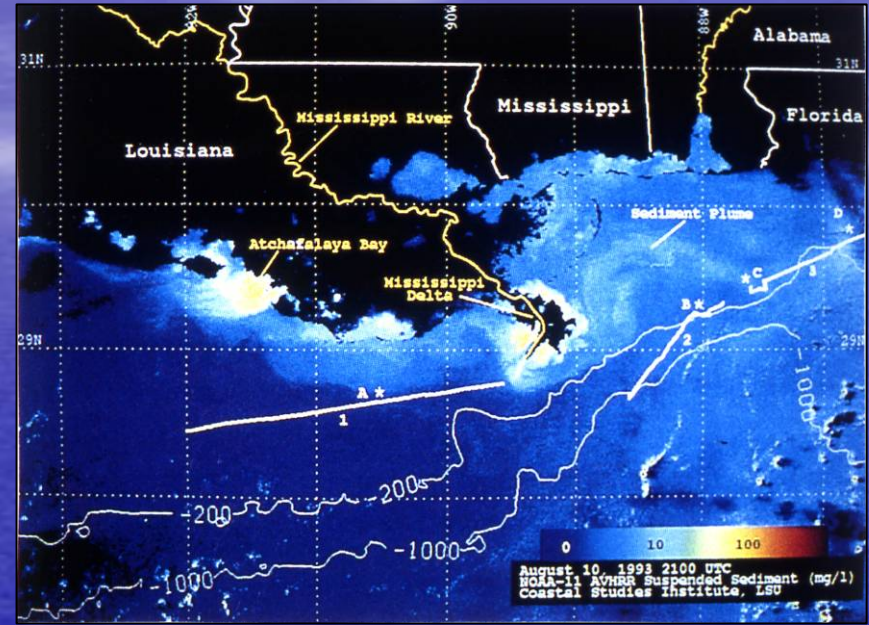 92W
90W
88W
Alabama
31N
31N
Mississippi
Florida
Mississippi River
Louisiana
Sediment Plume
D
Atchafalaya Bay
C
3
Mississippi
Delta
B
29N
2
29N
-1000
A
1
-200
-200
-1000
-1000
0 10 100
August 10, 1993 2100 UTC
NOAA-11 AVHRR Suspended Sediment (mg/l)
Coastal Studies Institute, LSU